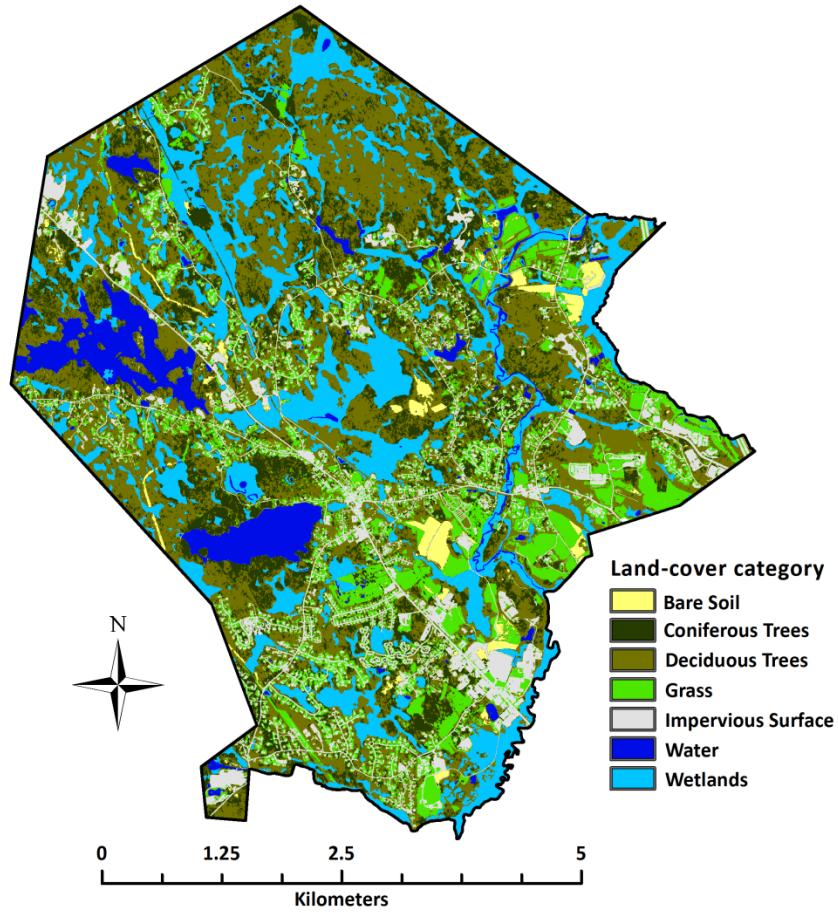 N
Land-cover category
Bare Soil
Coniferous Trees
Deciduous Trees
Grass
Impervious Surface
Water
Wetlands
0 1.25 2.5 5
Kilometers